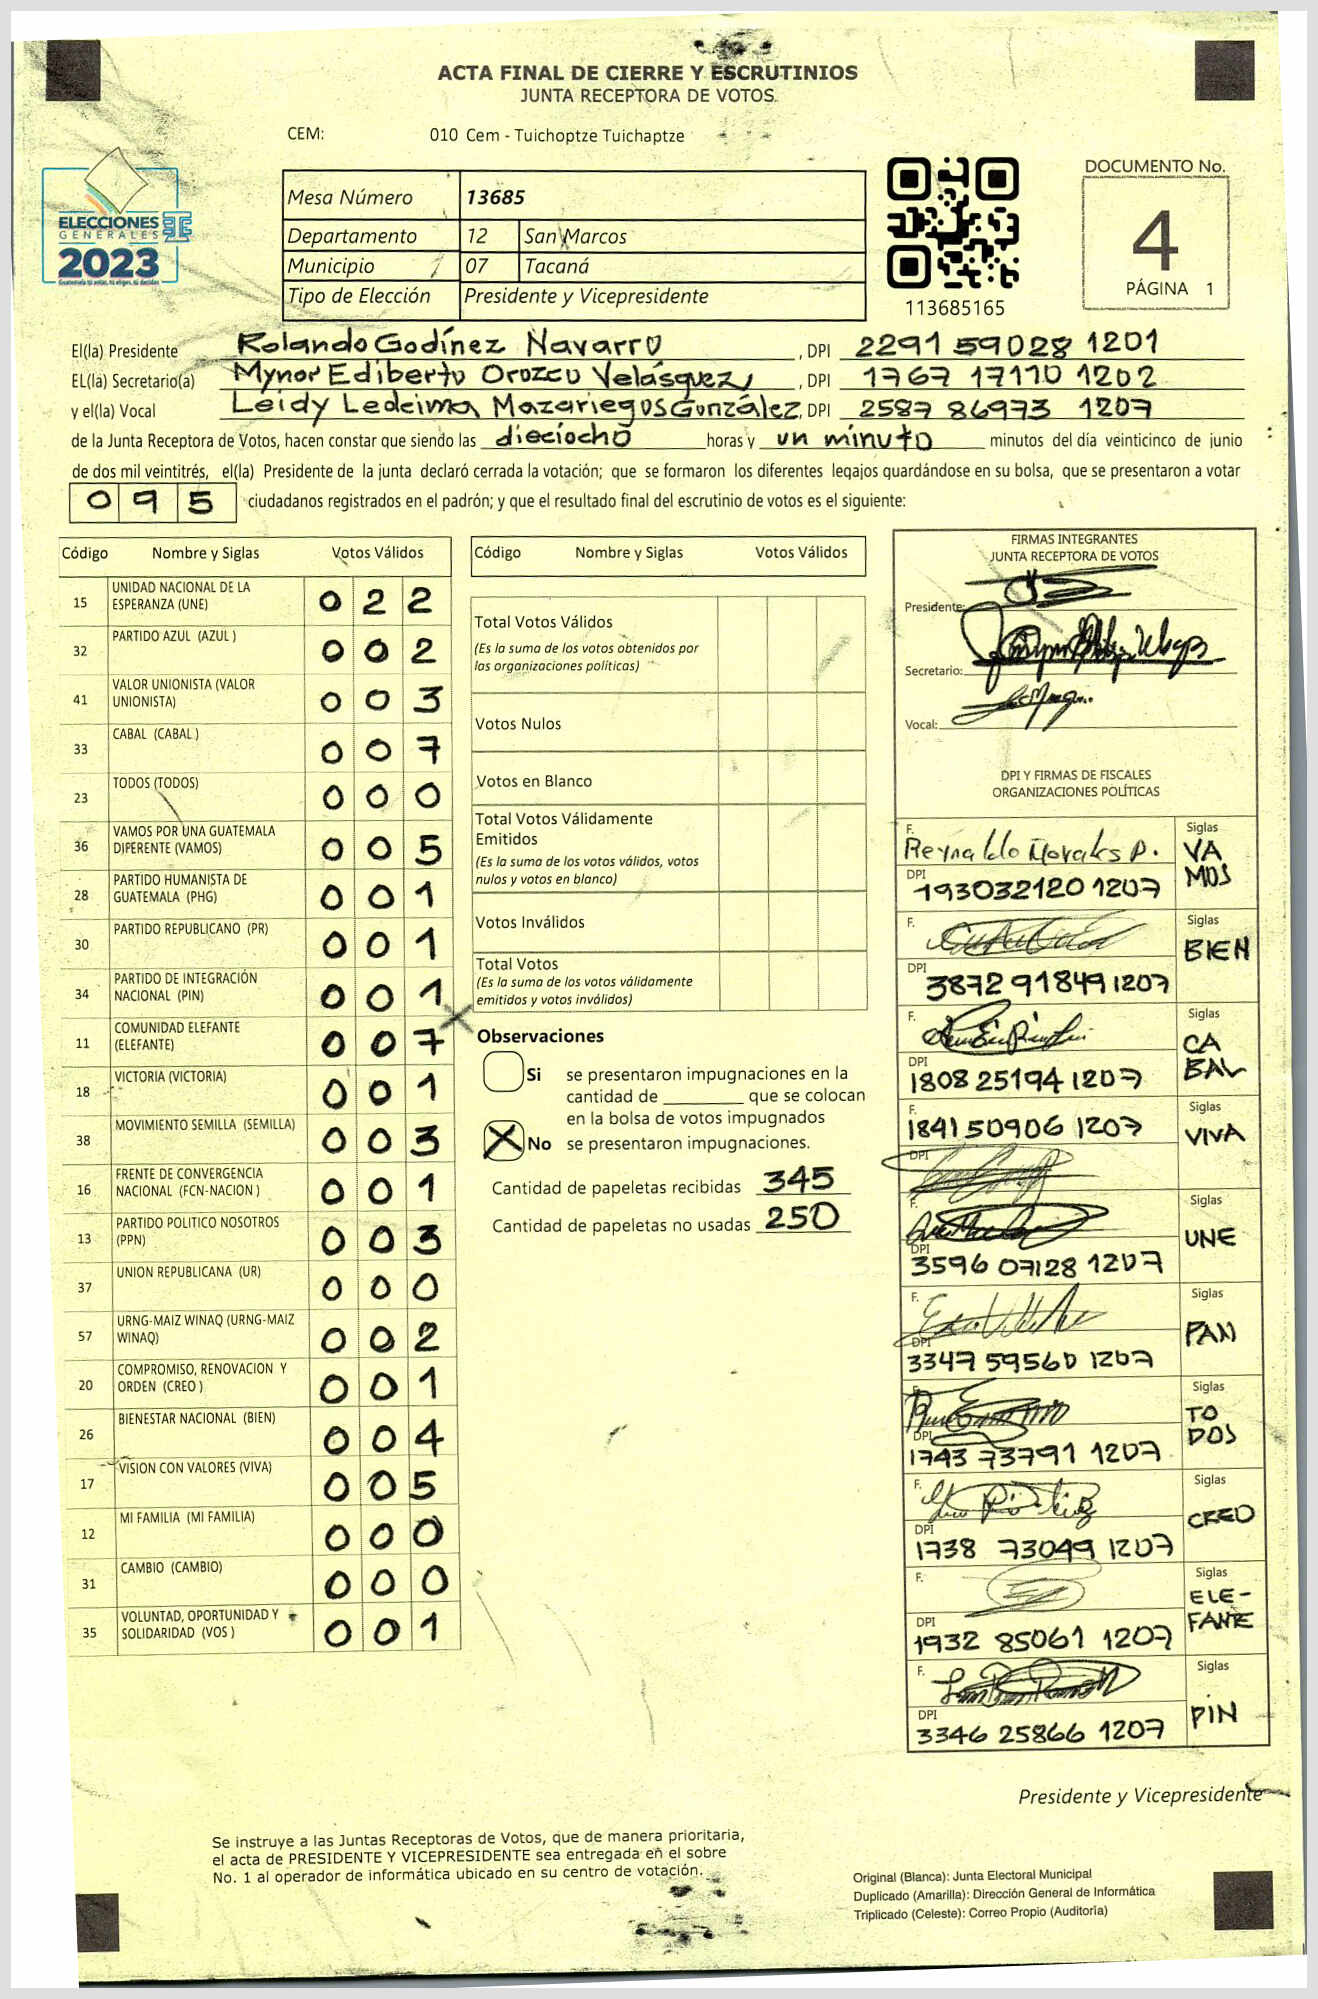 ACTA FINAL DE CIERRE Y ESCRUTINIOS
JUNTA RECEPTORA DE VOTOS
CEM: 010 Cem - Tuichoptze Tuichaptze
ELECCIONES
GENERALES
2023
Mesa Número 13685
Departamento 12 San Marcos
Municipio 07 Tacaná
Tipo de Elección Presidente y Vicepresidente
113685165
DOCUMENTO No.
4
PÁGINA 1
El(la) Presidente Rolando Godínez Navarro, DPI 2291 59028 1201
EL(la) Secretario(a) Mynor Ediberto Orozco Velásquez, DPI 1767 17110 1202
y el(la) Vocal Leidy Ledeima Mazariegos González, DPI 2587 86973 1207
de la Junta Receptora de Votos, hacen constar que siendo las dieciocho horas y un minuto minutos del día veinticinco de junio
de dos mil veintitrés, el(la) Presidente de la junta declaró cerrada la votación; que se formaron los diferentes legajos guardándose en su bolsa, que se presentaron a votar
095 ciudadanos registrados en el padrón; y que el resultado final del escrutinio de votos es el siguiente:
Código Nombre y Siglas Votos Válidos
15 UNIDAD NACIONAL DE LA ESPERANZA (UNE) 0 2 2
32 PARTIDO AZUL (AZUL ) 0 0 2
41 VALOR UNIONISTA (VALOR UNIONISTA) 0 0 3
33 CABAL (CABAL ) 0 0 7
23 TODOS (TODOS) 0 0 0
36 VAMOS POR UNA GUATEMALA DIFERENTE (VAMOS) 0 0 5
28 PARTIDO HUMANISTA DE GUATEMALA (PHG) 0 0 1
30 PARTIDO REPUBLICANO (PR) 0 0 1
34 PARTIDO DE INTEGRACIÓN NACIONAL (PIN) 0 0 1
11 COMUNIDAD ELEFANTE (ELEFANTE) 0 0 7
18 VICTORIA (VICTORIA) 0 0 1
38 MOVIMIENTO SEMILLA (SEMILLA) 0 0 3
16 FRENTE DE CONVERGENCIA NACIONAL (FCN-NACION ) 0 0 1
13 PARTIDO POLITICO NOSOTROS (PPN) 0 0 3
37 UNION REPUBLICANA (UR) 0 0 0
57 URNG-MAIZ WINAQ (URNG-MAIZ WINAQ) 0 0 2
20 COMPROMISO, RENOVACION Y ORDEN (CREO ) 0 0 1
26 BIENESTAR NACIONAL (BIEN) 0 0 4
17 VISION CON VALORES (VIVA) 0 0 5
12 MI FAMILIA (MI FAMILIA) 0 0 0
31 CAMBIO (CAMBIO) 0 0 0
35 VOLUNTAD, OPORTUNIDAD Y SOLIDARIDAD (VOS ) 0 0 1
Código Nombre y Siglas Votos Válidos
Total Votos Válidos
(Es la suma de los votos obtenidos por
las organizaciones politicas)
Votos Nulos
Votos en Blanco
Total Votos Válidamente
Emitidos
(Es la suma de los votos válidos, votos
nulos y votos en blanco)
Votos Inválidos
Total Votos
(Es la suma de los votos válidamente
emitidos y votos inválidos)
Observaciones
Si se presentaron impugnaciones en la
cantidad de ________ que se colocan
en la bolsa de votos impugnados
X No se presentaron impugnaciones.
Cantidad de papeletas recibidas 345
Cantidad de papeletas no usadas 250
FIRMAS INTEGRANTES
JUNTA RECEPTORA DE VOTOS
Presidente:
Secretario:
Vocal:
DPI Y FIRMAS DE FISCALES
ORGANIZACIONES POLÍTICAS
F. Reynaldo Morales P. Siglas VAMOS
DPI 193032120 1207
F. Siglas BIEN
DPI 3872 91849 1207
F. Siglas CABAL
DPI 1808 25194 1207
F. 1841 50906 1207 Siglas VIVA
DPI
F. Siglas UNE
DPI 3596 07128 1207
F. Siglas PAN
DPI 3347 59560 1207
F. Siglas TODOS
DPI 1743 73791 1207
F. Siglas CREO
DPI 1738 73049 1207
F. Siglas ELE-FANTE
DPI 1932 85061 1207
F. Siglas PIN
DPI 3346 25866 1207
Presidente y Vicepresidente
Se instruye a las Juntas Receptoras de Votos, que de manera prioritaria,
el acta de PRESIDENTE Y VICEPRESIDENTE sea entregada en el sobre
No. 1 al operador de informática ubicado en su centro de votación.
Original (Blanca): Junta Electoral Municipal
Duplicado (Amarilla): Dirección General de Informática
Triplicado (Celeste): Correo Propio (Auditoría)